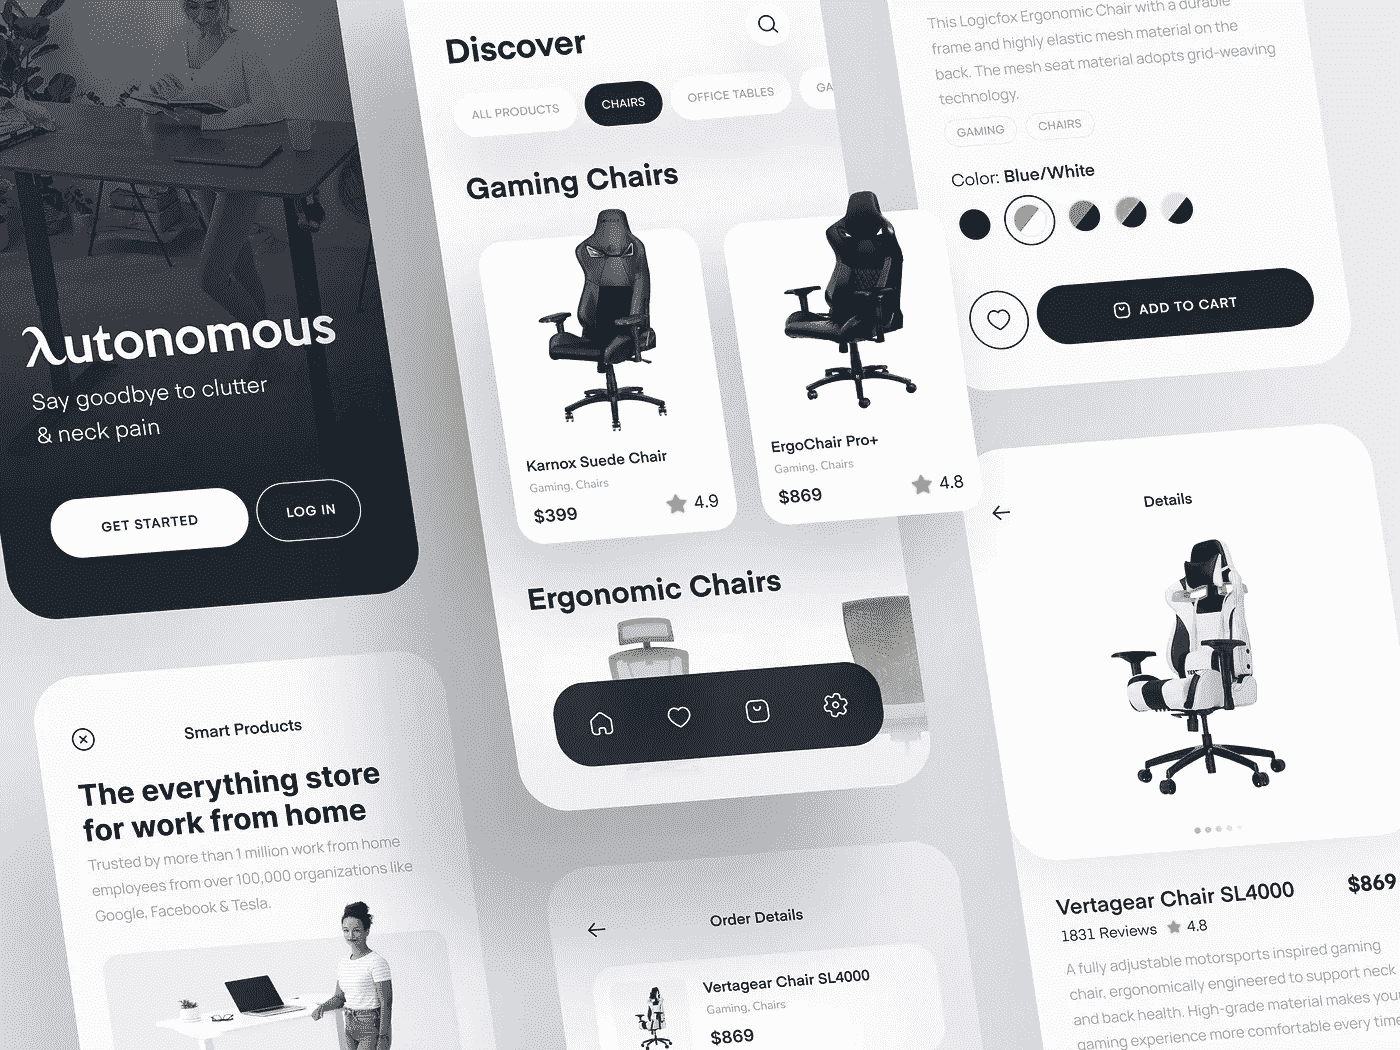 λutonomous
Say goodbye to clutter
& neck pain
GET STARTED
LOG IN
Smart Products
The everything store
for work from home
Trusted by more than 1 million work from home
employees from over 100,000 organizations like
Google, Facebook & Tesla.
Discover
ALL PRODUCTS
CHAIRS
OFFICE TABLES
GA
Gaming Chairs
Karnox Suede Chair
Gaming, Chairs
$399
4.9
ErgoChair Pro+
Gaming, Chairs
$869
4.8
Ergonomic Chairs
Order Details
Vertagear Chair SL4000
Gaming, Chairs
$869
This Logicfox Ergonomic Chair with a durable
frame and highly elastic mesh material on the
back. The mesh seat material adopts grid-weaving
technology.
GAMING
CHAIRS
Color: Blue/White
ADD TO CART
Details
Vertagear Chair SL4000
$869
1831 Reviews
4.8
A fully adjustable motorsports inspired gaming
chair, ergonomically engineered to support neck
and back health. High-grade material makes your
gaming experience more comfortable every time